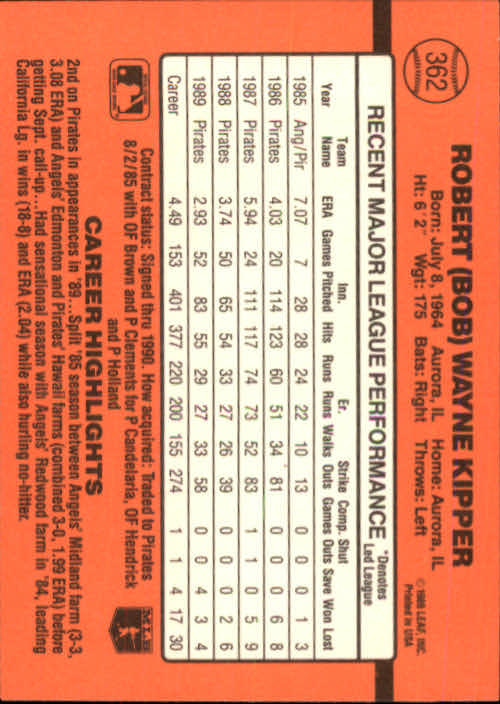 362
ROBERT (BOB) WAYNE KIPPER
Born: July 8, 1964 Aurora, IL Home: Aurora, IL
Ht: 6'2" Wgt: 175 Bats: Right Throws: Left
© 1989 LEAF, INC.
Printed in USA
RECENT MAJOR LEAGUE PERFORMANCE
*Denotes
Led League
Team Inn. Er. Strike Comp. Shut
Year Name ERA Games Pitched Hits Runs Runs Walks Outs Games Outs Save Won Lost
1985 Ang/Pir 7.07 7 28 28 24 22 10 13 0 0 0 1 3
1986 Pirates 4.03 20 114 123 60 51 34 81 0 0 0 6 8
1987 Pirates 5.94 24 111 117 74 73 52 83 1 1 0 5 9
1988 Pirates 3.74 50 65 54 33 27 26 39 0 0 0 2 6
1989 Pirates 2.93 52 83 55 29 27 33 58 0 0 4 3 4
Career 4.49 153 401 377 220 200 155 274 1 1 4 17 30
Contract status: Signed thru 1990. How acquired: Traded to Pirates
8/2/85 with OF Brown and P Clements for P Candelaria, OF Hendrick
and P Holland
MLB
CAREER HIGHLIGHTS
2nd on Pirates in appearances in '89... Split '85 season between Angels' Midland farm (3-3,
3.08 ERA) and Angels' Edmonton and Pirates' Hawaii farms (combined 3-0, 1.99 ERA) before
getting Sept. call-up... Had sensational season with Angels' Redwood farm in '84, leading
California Lg. in wins (18-8) and ERA (2.04) while also hurling no-hitter.